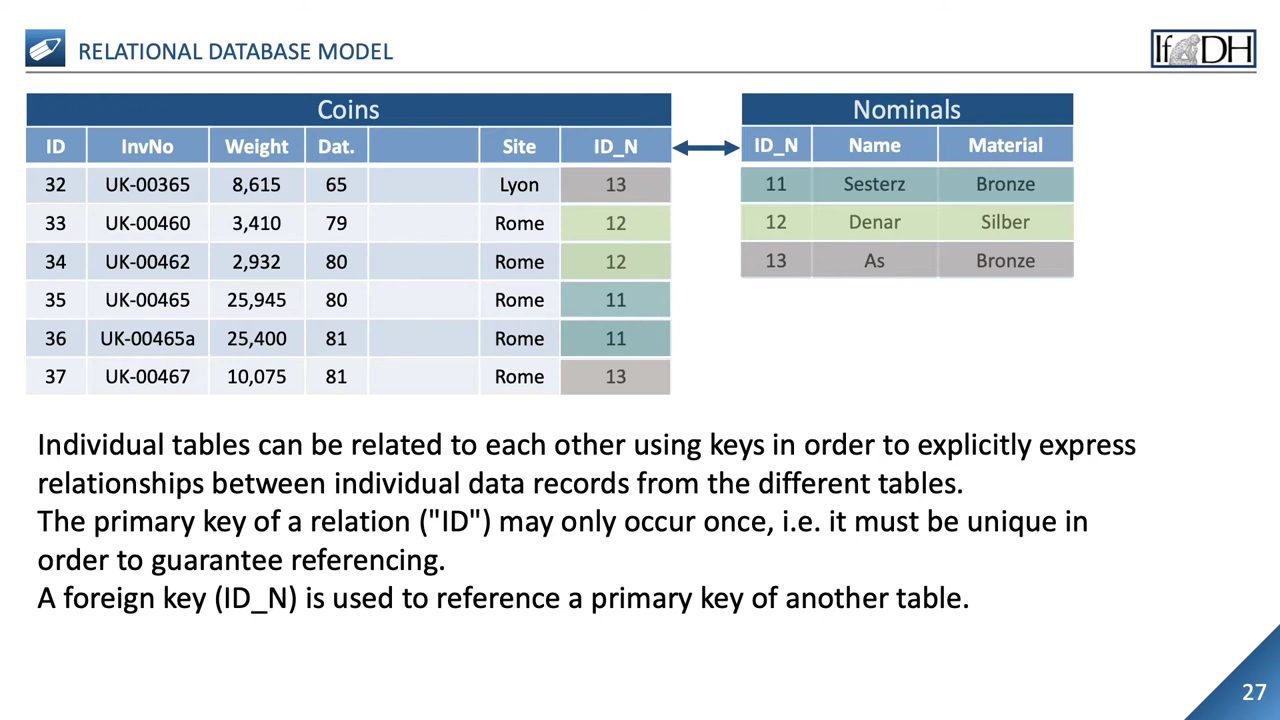 RELATIONAL DATABASE MODEL
IfDH
Coins
ID InvNo Weight Dat. Site ID_N
32 UK-00365 8,615 65 Lyon 13
33 UK-00460 3,410 79 Rome 12
34 UK-00462 2,932 80 Rome 12
35 UK-00465 25,945 80 Rome 11
36 UK-00465a 25,400 81 Rome 11
37 UK-00467 10,075 81 Rome 13
Nominals
ID_N Name Material
11 Sesterz Bronze
12 Denar Silber
13 As Bronze
Individual tables can be related to each other using keys in order to explicitly express
relationships between individual data records from the different tables.
The primary key of a relation ("ID") may only occur once, i.e. it must be unique in
order to guarantee referencing.
A foreign key (ID_N) is used to reference a primary key of another table.
27